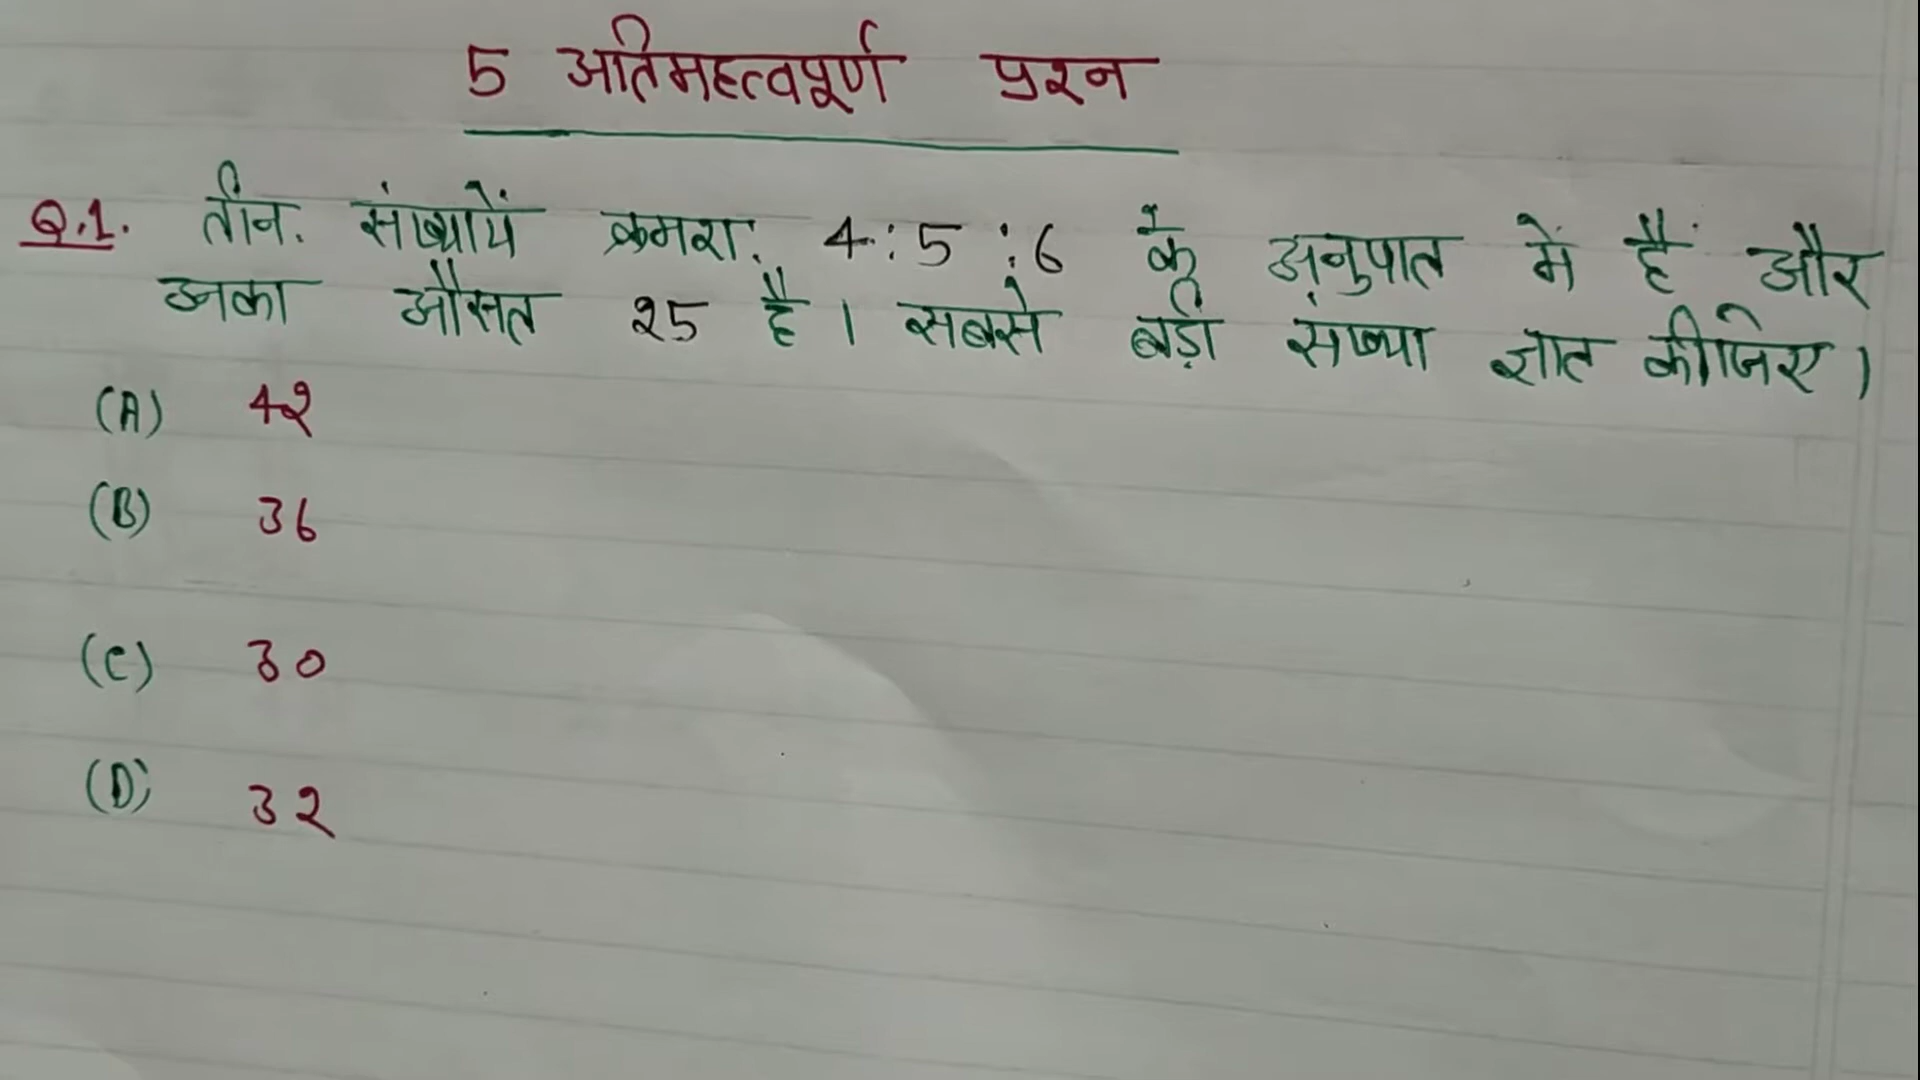 5 अतिमहत्वपूर्ण प्रश्न
Q.1. तीन संख्यायें क्रमशः 4:5:6 के अनुपात में हैं और
उनका औसत 25 है। सबसे बड़ी संख्या ज्ञात कीजिए।
(A) 42
(B) 36
(C) 30
(D) 32